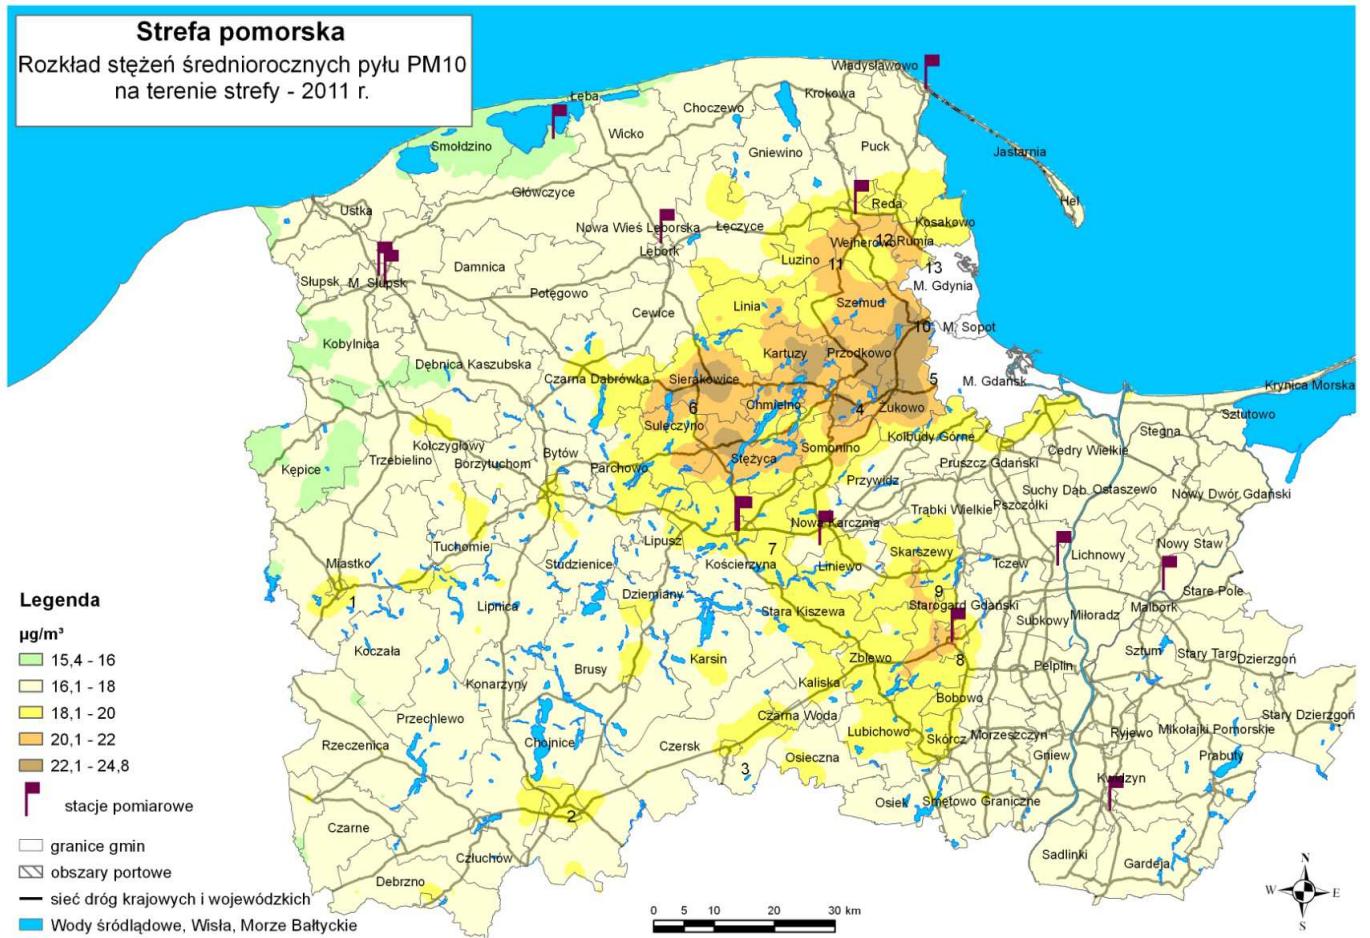 Strefa pomorska
Rozkład stężeń średniorocznych pyłu PM10
na terenie strefy - 2011 r.
Władysławowo
Łeba
Krokowa
Choczewo
Wicko
Smołdzino
Gniewino
Puck
Jastarnia
Główczyce
Hel
Ustka
Reda
Nowa Wieś Lęborska
Łęczyce
Kosakowo
Wejherowo
12
Rumia
Lębork
Luzino
11
13
Damnica
Słupsk
M. Słupsk
M. Gdynia
Potęgowo
Linia
Szemud
Cewice
10
M. Sopot
Kobylnica
Kartuzy
Przodkowo
Dębnica Kaszubska
Czarna Dąbrówka
Sierakowice
5
M. Gdańsk
Krynica Morska
6
Chmielno
4
Żukowo
Sztutowo
Sulęczyno
Stegna
Kołczygłowy
Somonino
Kolbudy Górne
Cedry Wielkie
Trzebielino
Borzytuchom
Bytów
Stężyca
Pruszcz Gdański
Kępice
Parchowo
Przywidz
Suchy Dąb
Ostaszewo
Nowy Dwór Gdański
Trąbki Wielkie
Pszczółki
Nowa Karczma
Lipusz
Nowy Staw
Tuchomie
7
Skarszewy
Lichnowy
Miastko
Studzienice
Kościerzyna
Liniewo
Tczew
Stare Pole
Dziemiany
9
1
Lipnica
Stara Kiszewa
Starogard Gdański
Malbork
Subkowy
Miłoradz
Koczała
Karsin
Zblewo
8
Pelplin
Sztum
Stary Targ
Dzierzgoń
Brusy
Konarzyny
Kaliska
Bobowo
Przechlewo
Czarna Woda
Stary Dzierzgoń
Rzeczenica
Chojnice
Czersk
Lubichowo
Skórcz
Morzeszczyn
Ryjewo
Mikołajki Pomorskie
Osieczna
Gniew
Prabuty
3
Kwidzyn
Osiek
Smętowo Graniczne
2
Czarne
Sadlinki
Człuchów
Gardeja
Debrzno
Legenda
µg/m³
15,4 - 16
16,1 - 18
18,1 - 20
20,1 - 22
22,1 - 24,8
stacje pomiarowe
granice gmin
obszary portowe
sieć dróg krajowych i wojewódzkich
Wody śródlądowe, Wisła, Morze Bałtyckie
0 5 10 20 30 km
N
W E
S